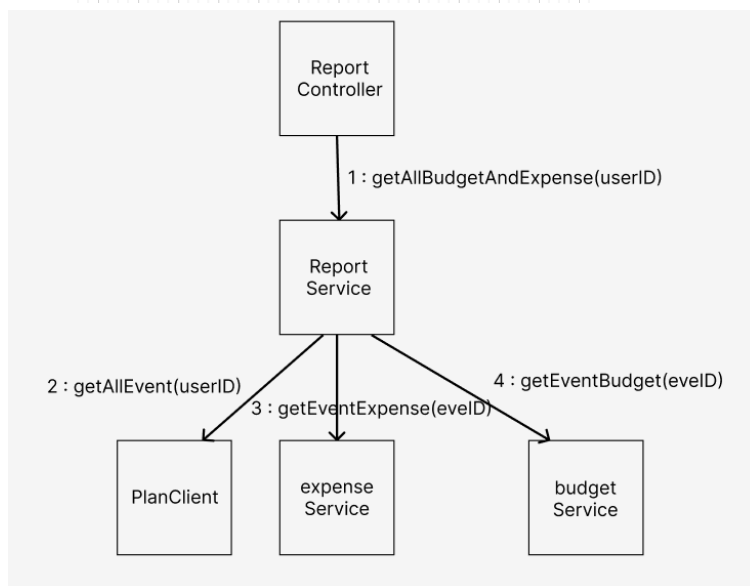 Report
Controller
1 : getAllBudgetAndExpense(userID)
Report
Service
2 : getAllEvent(userID)
4 : getEventBudget(eveID)
3 : getEventExpense(eveID)
PlanClient
expense
Service
budget
Service